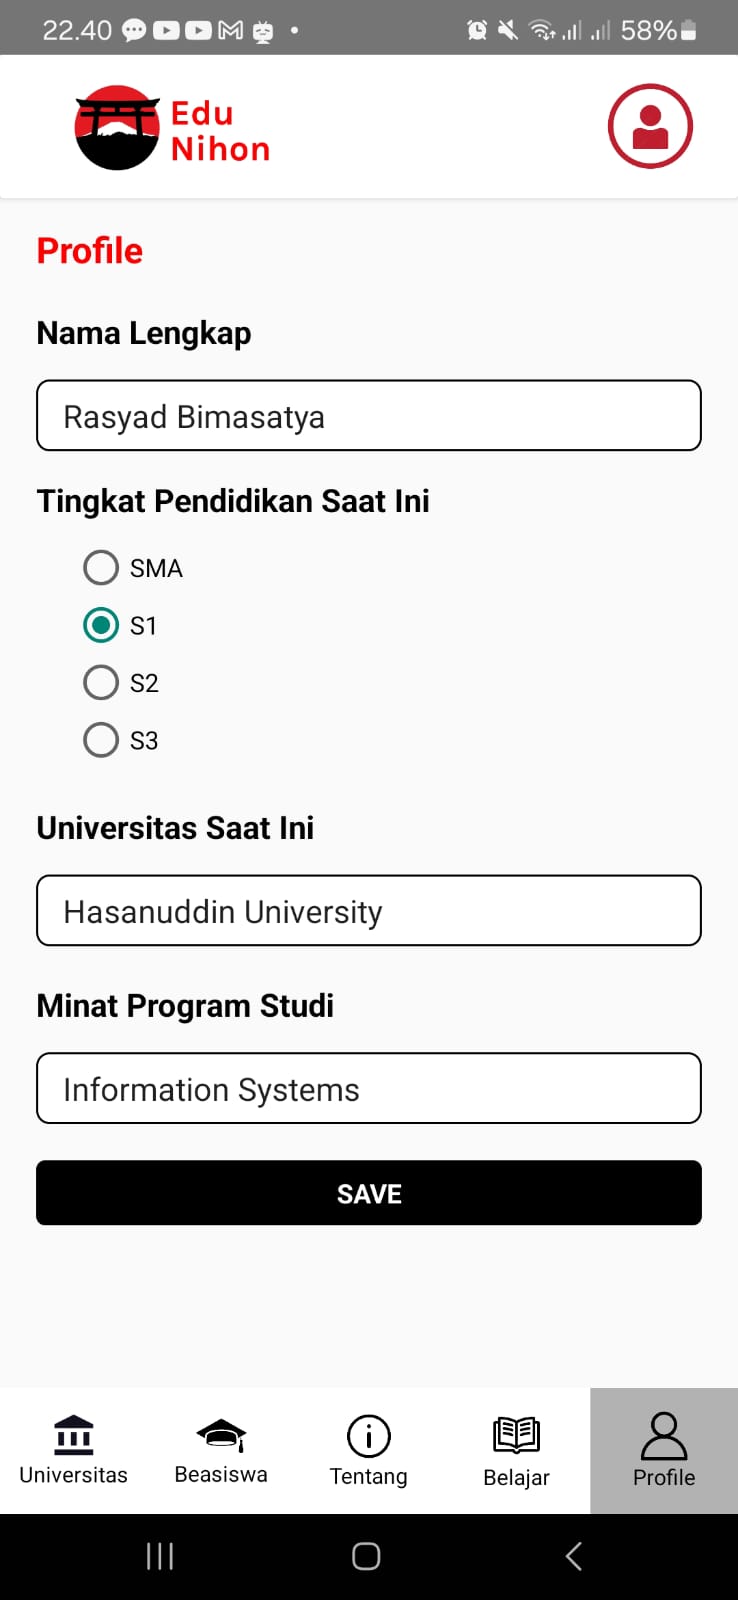 22.40 58%
Edu
Nihon
Profile
Nama Lengkap
Rasyad Bimasatya
Tingkat Pendidikan Saat Ini
SMA
S1
S2
S3
Universitas Saat Ini
Hasanuddin University
Minat Program Studi
Information Systems
SAVE
Universitas Beasiswa Tentang Belajar Profile